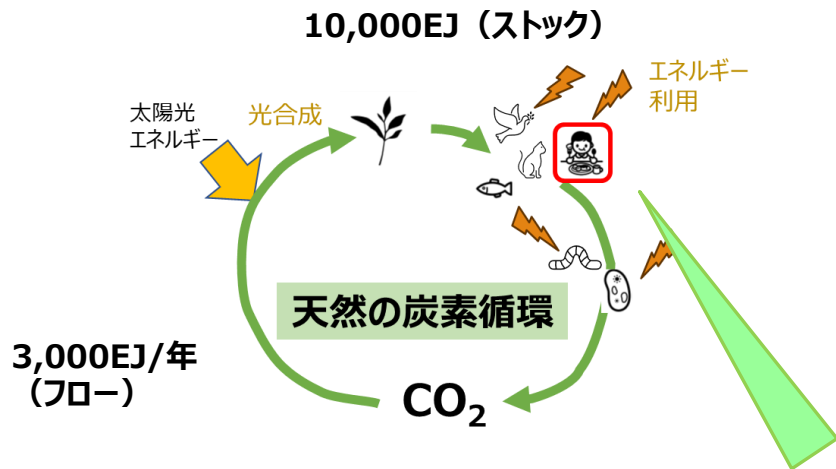 10,000EJ（ストック）
エネルギー
利用
太陽光
エネルギー
光合成
天然の炭素循環
3,000EJ/年
（フロー）
CO₂